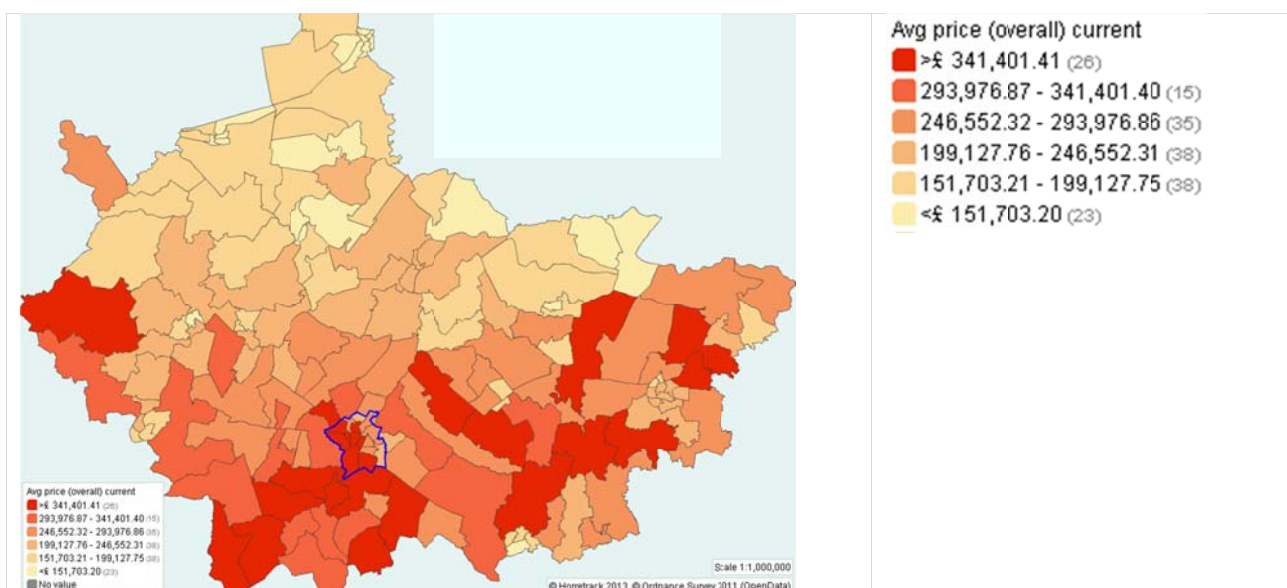 Avg price (overall) current
>£ 341,401.41 (26)
293,976.87 - 341,401.40 (15)
246,552.32 - 293,976.86 (35)
199,127.76 - 246,552.31 (38)
151,703.21 - 199,127.75 (38)
<£ 151,703.20 (23)
Avg price (overall) current
>£ 341,401.41 (26)
293,976.87 - 341,401.40 (15)
246,552.32 - 293,976.86 (35)
199,127.76 - 246,552.31 (38)
151,703.21 - 199,127.75 (38)
<£ 151,703.20 (23)
No value
Scale 1:1,000,000
© Hometrack 2013, © Ordnance Survey 2011 (OpenData)